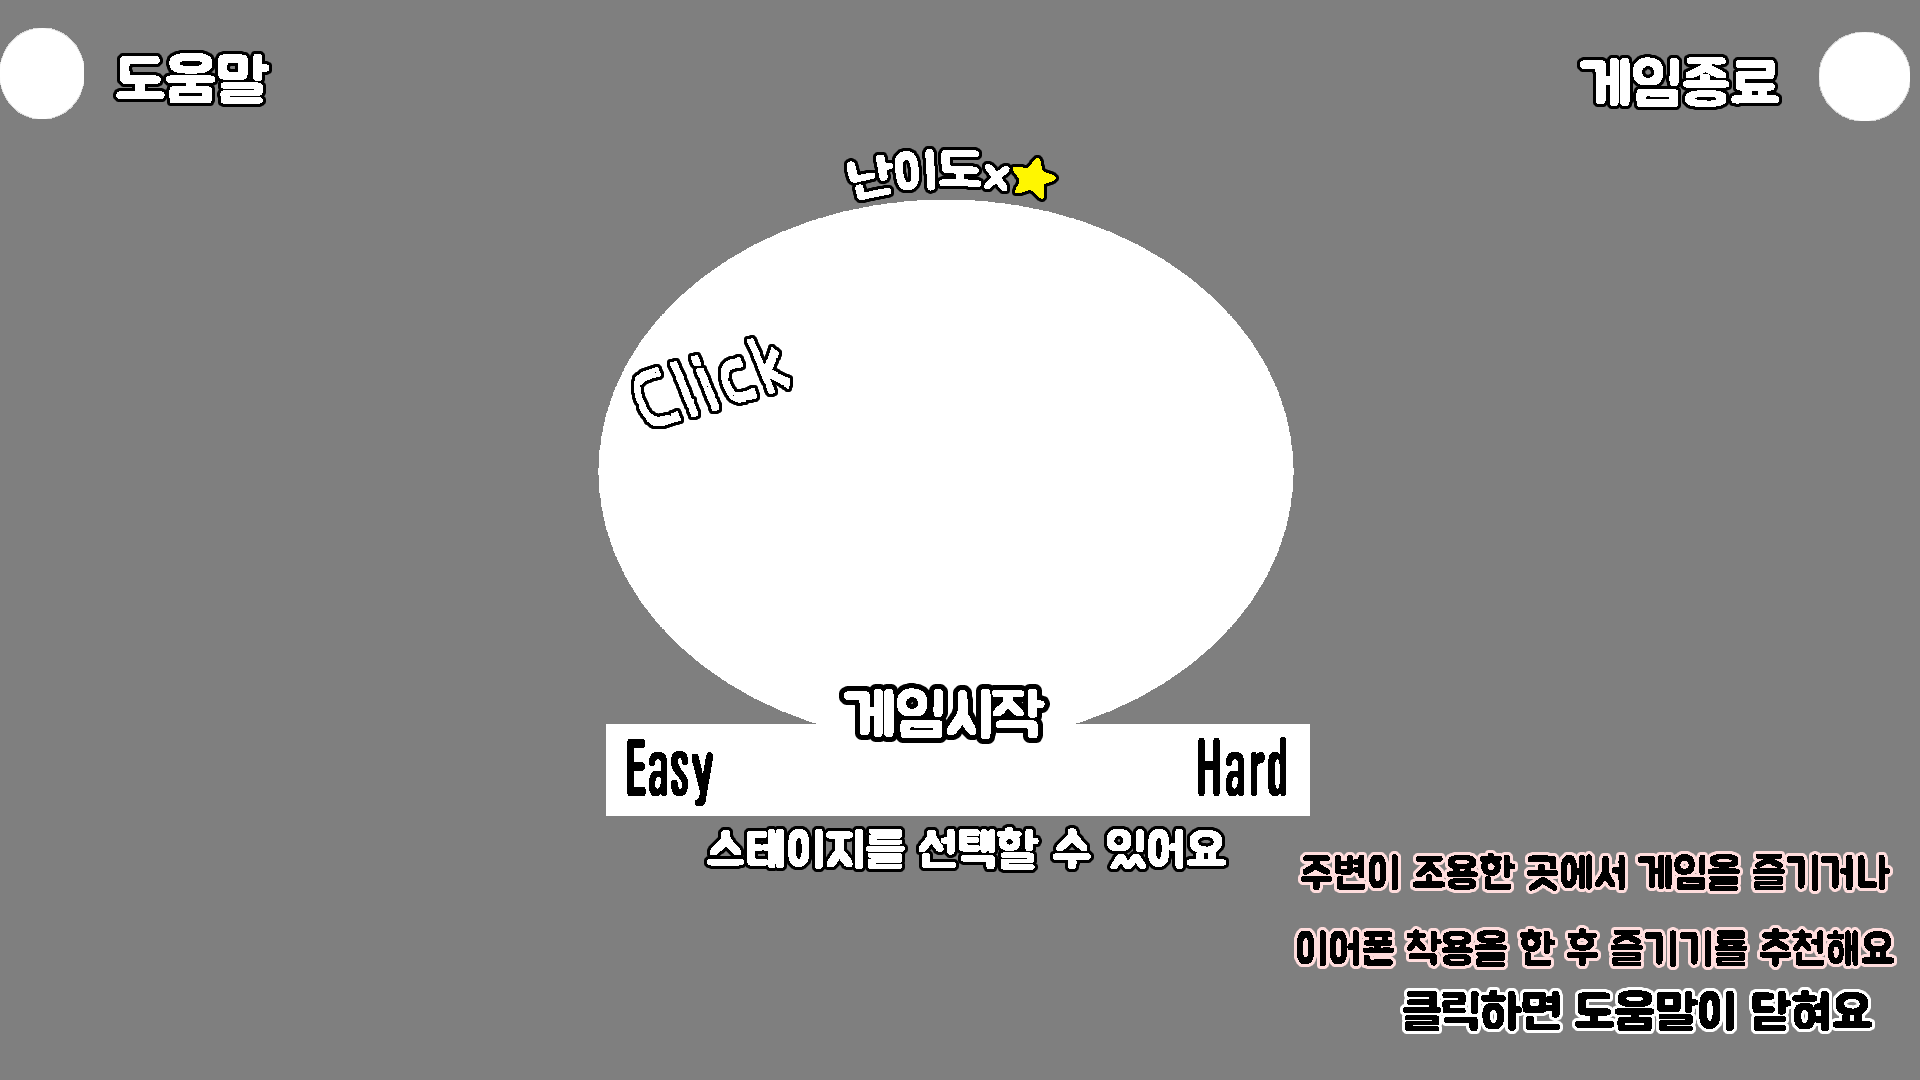 도움말
게임종료
난이도x
Click
게임시작
Easy
Hard
스테이지를 선택할 수 있어요
주변이 조용한 곳에서 게임을 즐기거나
이어폰 착용을 한 후 즐기기를 추천해요
클릭하면 도움말이 닫혀요